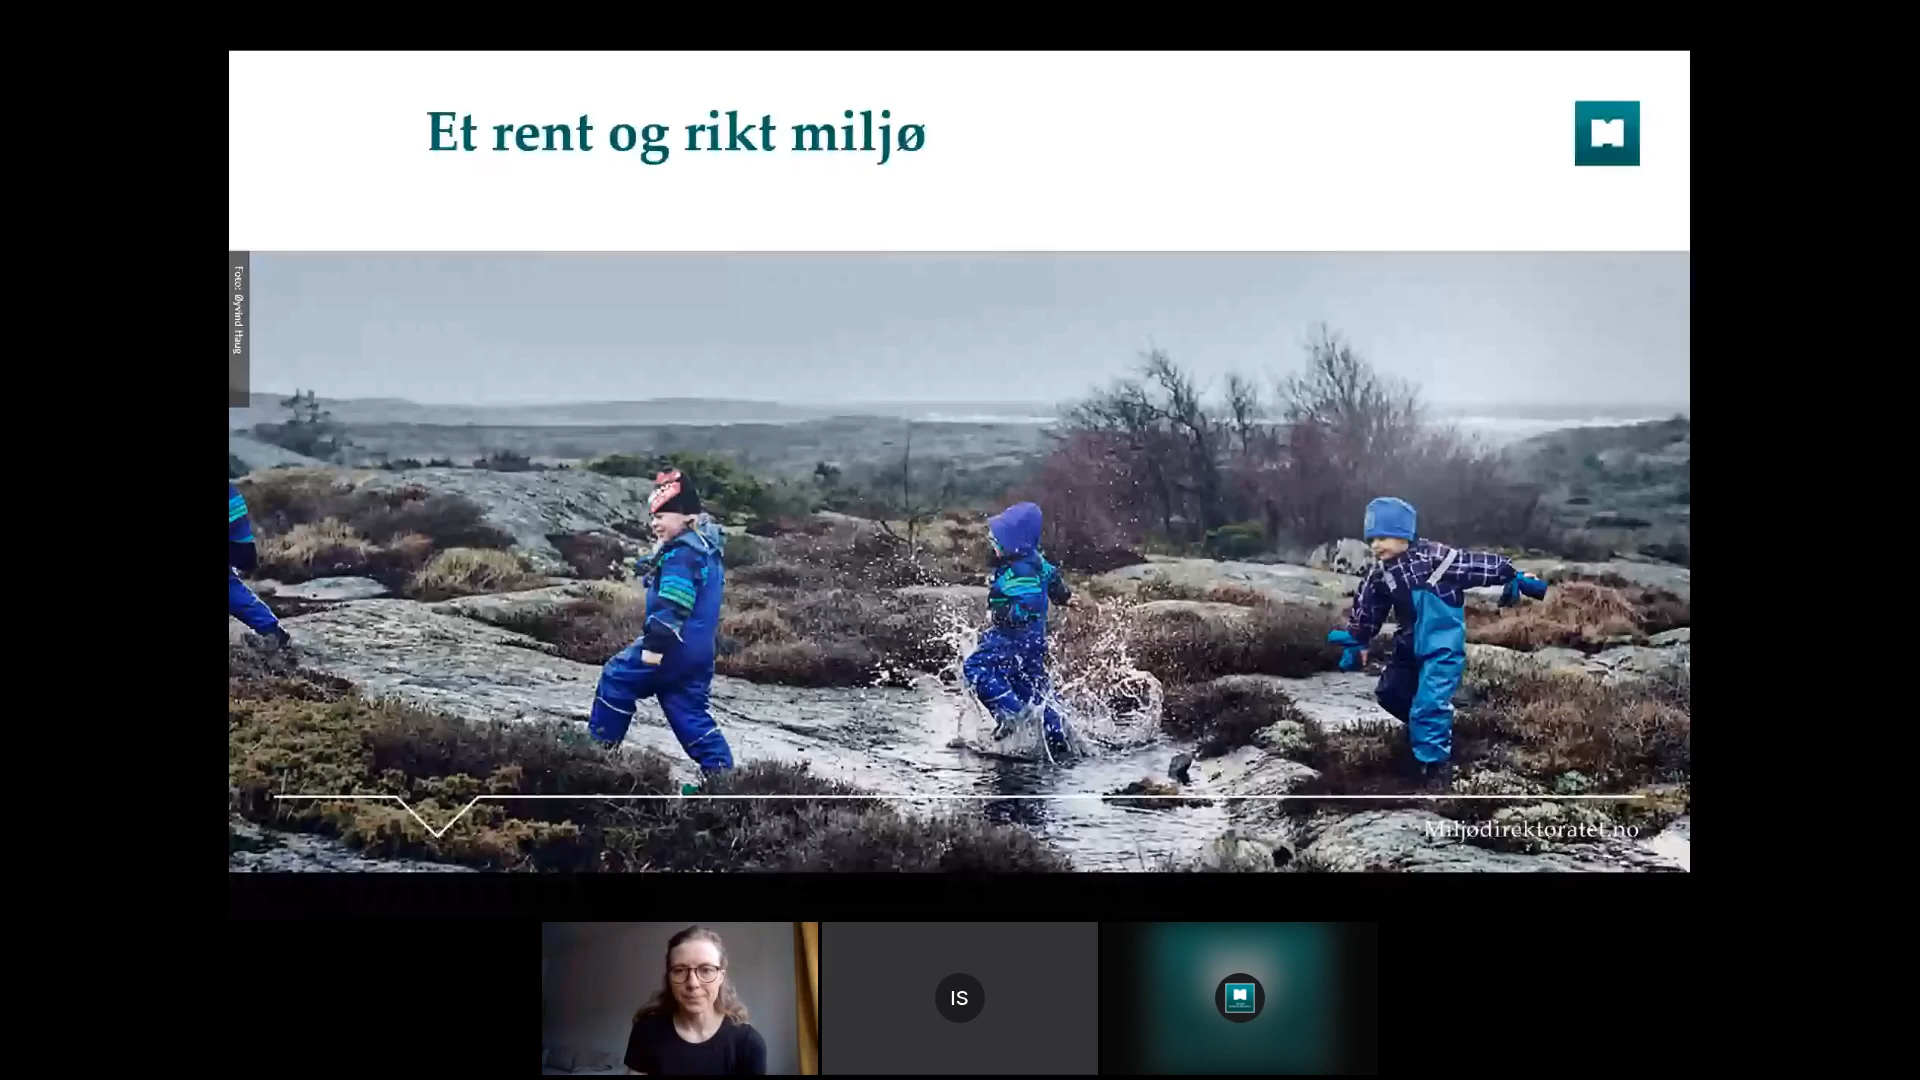 Et rent og rikt miljø
Foto: Øyvind Haug
Miljødirektoratet.no
IS